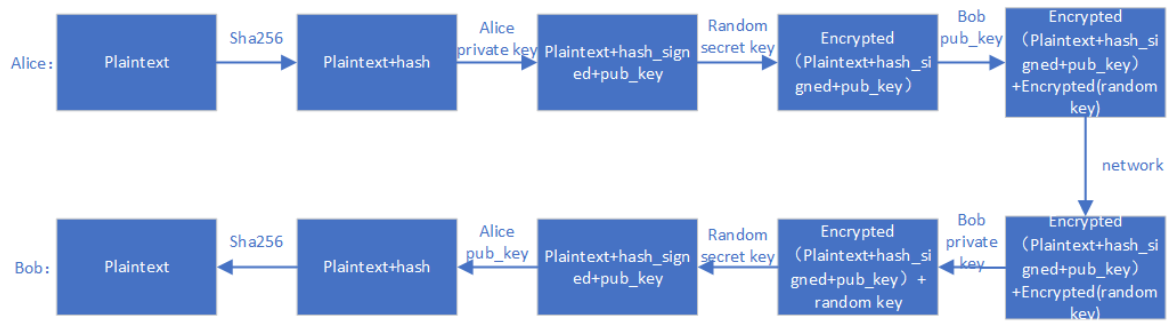 Alice:
Plaintext
Sha256
Plaintext+hash
Alice
private key
Plaintext+hash_sign
ed+pub_key
Random
secret key
Encrypted
（Plaintext+hash_si
gned+pub_key）
Bob
pub_key
Encrypted
（Plaintext+hash_si
gned+pub_key）
+Encrypted(random
key)
network
Bob:
Plaintext
Sha256
Plaintext+hash
Alice
pub_key
Plaintext+hash_sign
ed+pub_key
Random
secret key
Encrypted
（Plaintext+hash_si
gned+pub_key）+
random key
Bob
private
key
Encrypted
（Plaintext+hash_si
gned+pub_key）
+Encrypted(random
key)